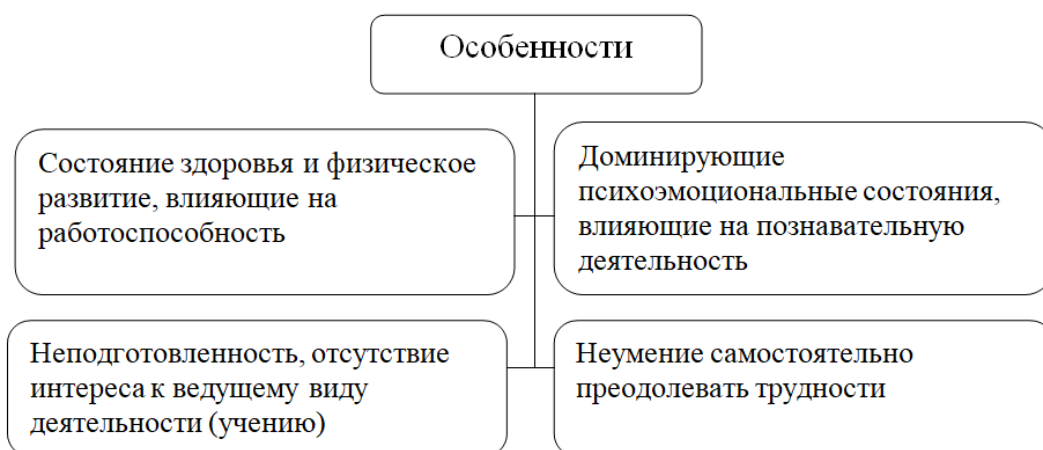 Особенности
Состояние здоровья и физическое
развитие, влияющие на
работоспособность
Доминирующие
психоэмоциональные состояния,
влияющие на познавательную
деятельность
Неподготовленность, отсутствие
интереса к ведущему виду
деятельности (учению)
Неумение самостоятельно
преодолевать трудности